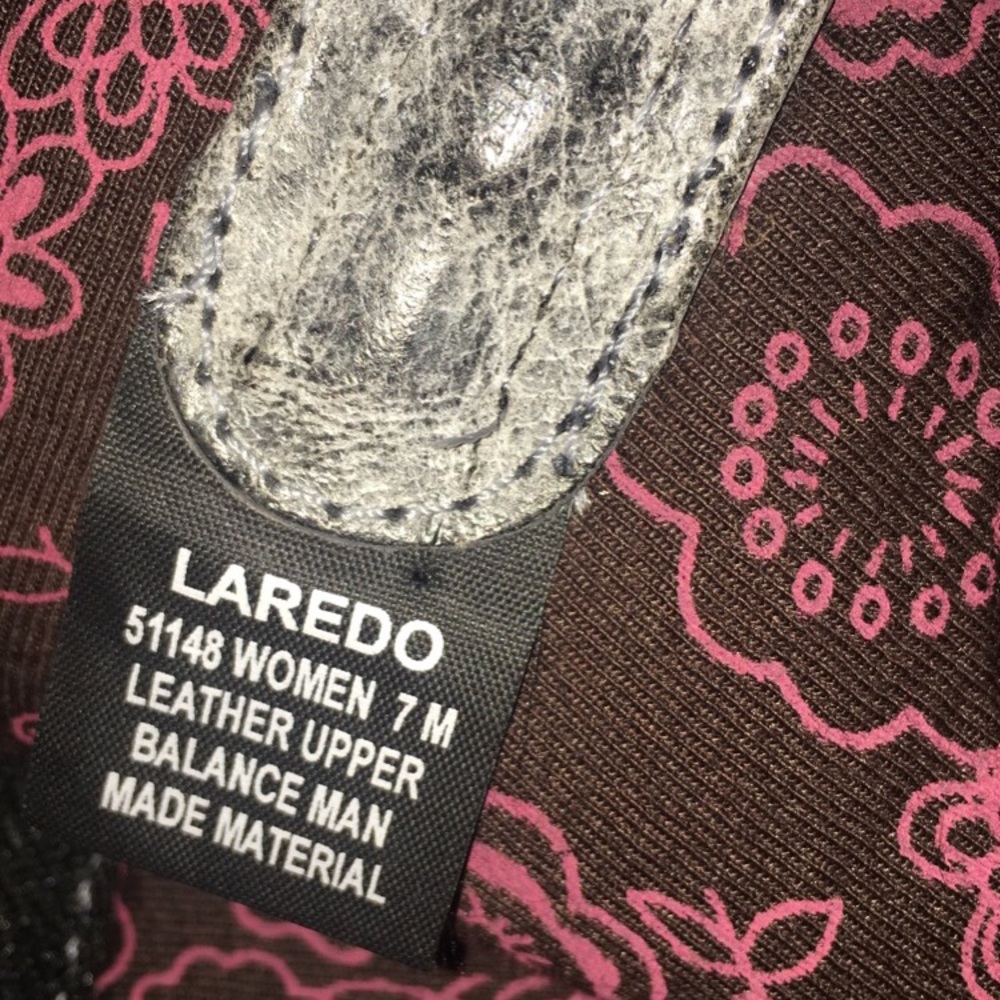 LAREDO
51148 WOMEN 7 M
LEATHER UPPER
BALANCE MAN
MADE MATERIAL